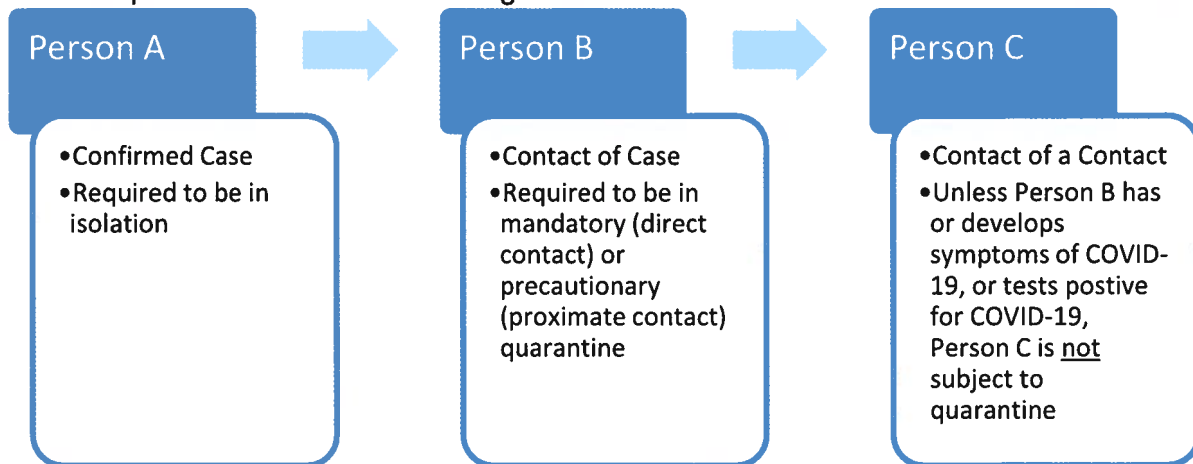 Person A
•Confirmed Case
•Required to be in
isolation
Person B
•Contact of Case
•Required to be in
mandatory (direct
contact) or
precautionary
(proximate contact)
quarantine
Person C
•Contact of a Contact
•Unless Person B has
or develops
symptoms of COVID-
19, or tests postive
for COVID-19,
Person C is not
subject to
quarantine